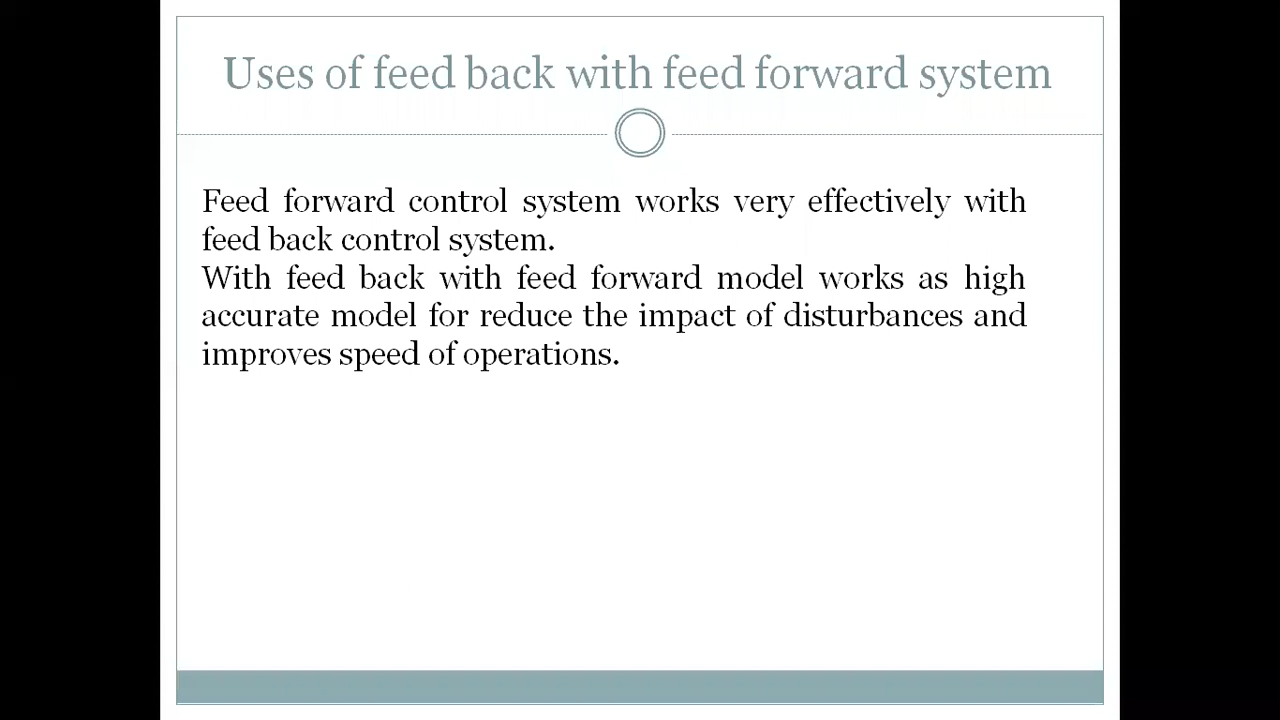 Uses of feed back with feed forward system
Feed forward control system works very effectively with
feed back control system.
With feed back with feed forward model works as high
accurate model for reduce the impact of disturbances and
improves speed of operations.